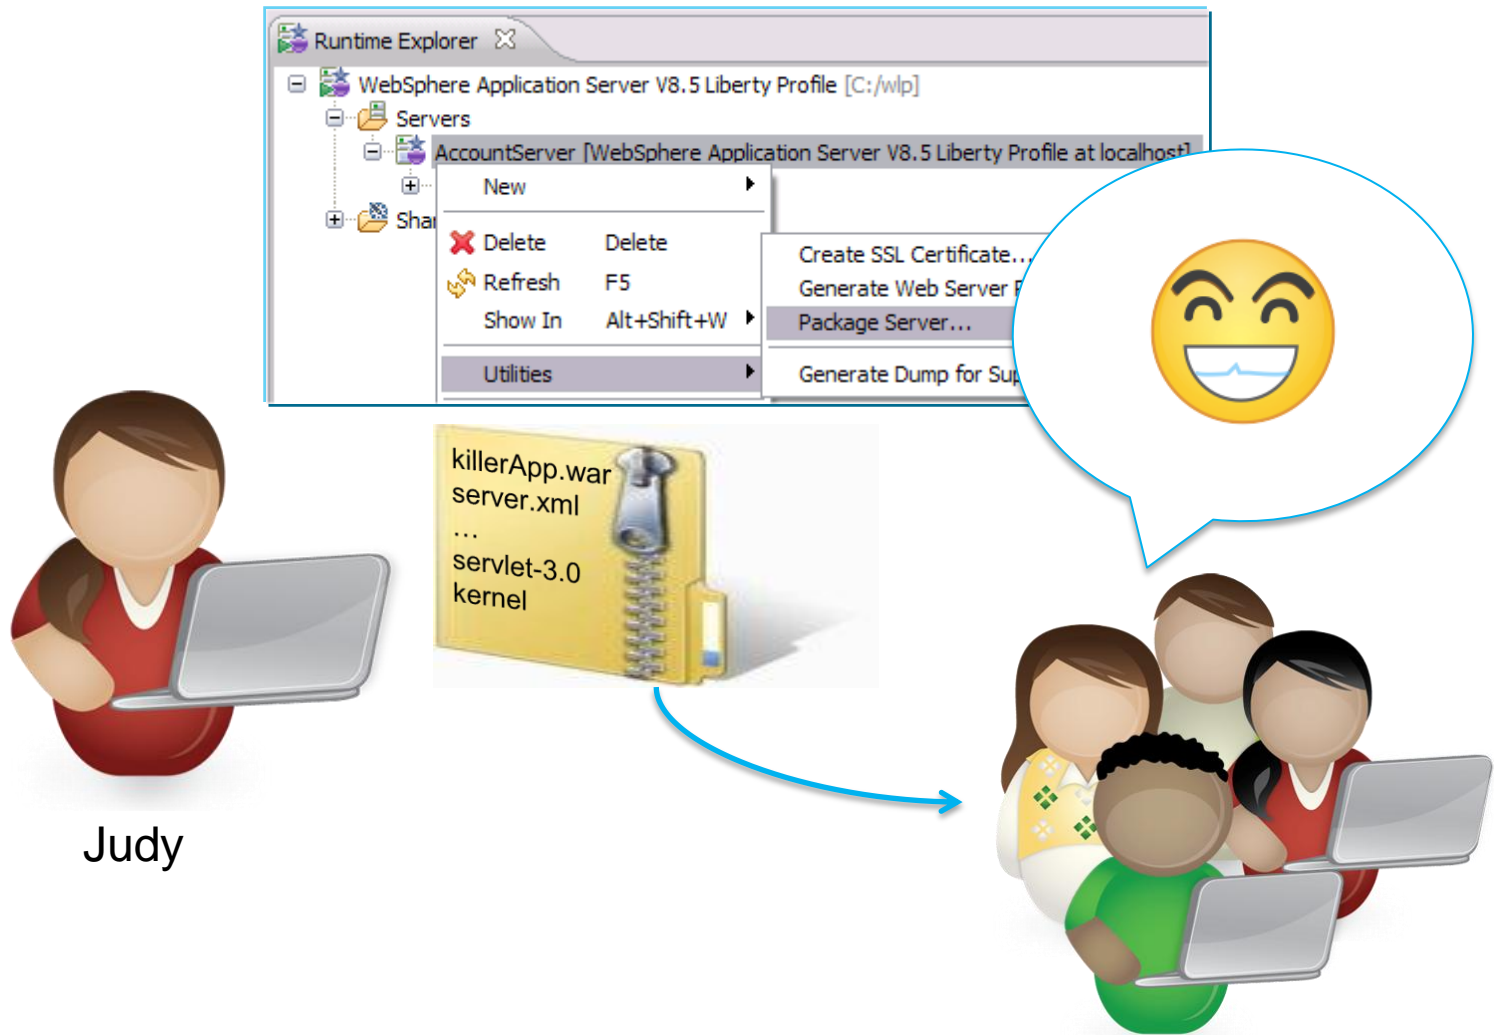 Runtime Explorer
WebSphere Application Server V8.5 Liberty Profile [C:/wlp]
Servers
AccountServer [WebSphere Application Server V8.5 Liberty Profile at localhost]
New
Delete Delete
Refresh F5
Show In Alt+Shift+W
Utilities
Create SSL Certificate...
Generate Web Server
Package Server...
Generate Dump for
killerApp.war
server.xml
...
servlet-3.0
kernel
Judy